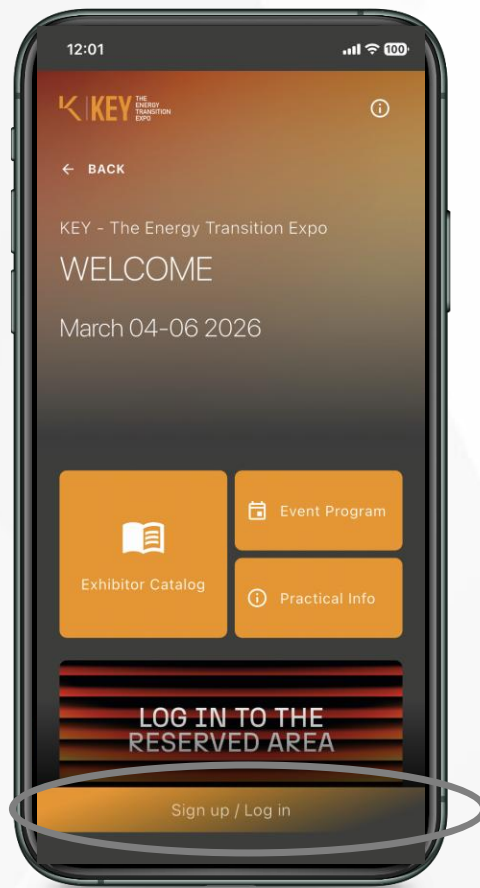 12:01
100
KEY THE ENERGY TRANSITION EXPO
BACK
KEY - The Energy Transition Expo
WELCOME
March 04-06 2026
Exhibitor Catalog
Event Program
Practical Info
LOG IN TO THE
RESERVED AREA
Sign up / Log in